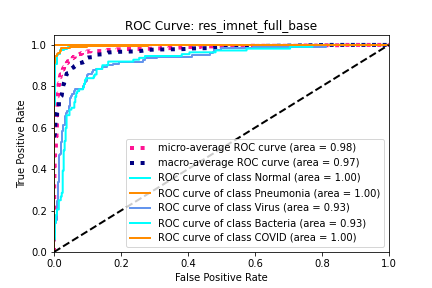 ROC Curve: res_imnet_full_base
True Positive Rate
1.0
0.8
0.6
0.4
0.2
0.0
micro-average ROC curve (area = 0.98)
macro-average ROC curve (area = 0.97)
ROC curve of class Normal (area = 1.00)
ROC curve of class Pneumonia (area = 1.00)
ROC curve of class Virus (area = 0.93)
ROC curve of class Bacteria (area = 0.93)
ROC curve of class COVID (area = 1.00)
0.0 0.2 0.4 0.6 0.8 1.0
False Positive Rate